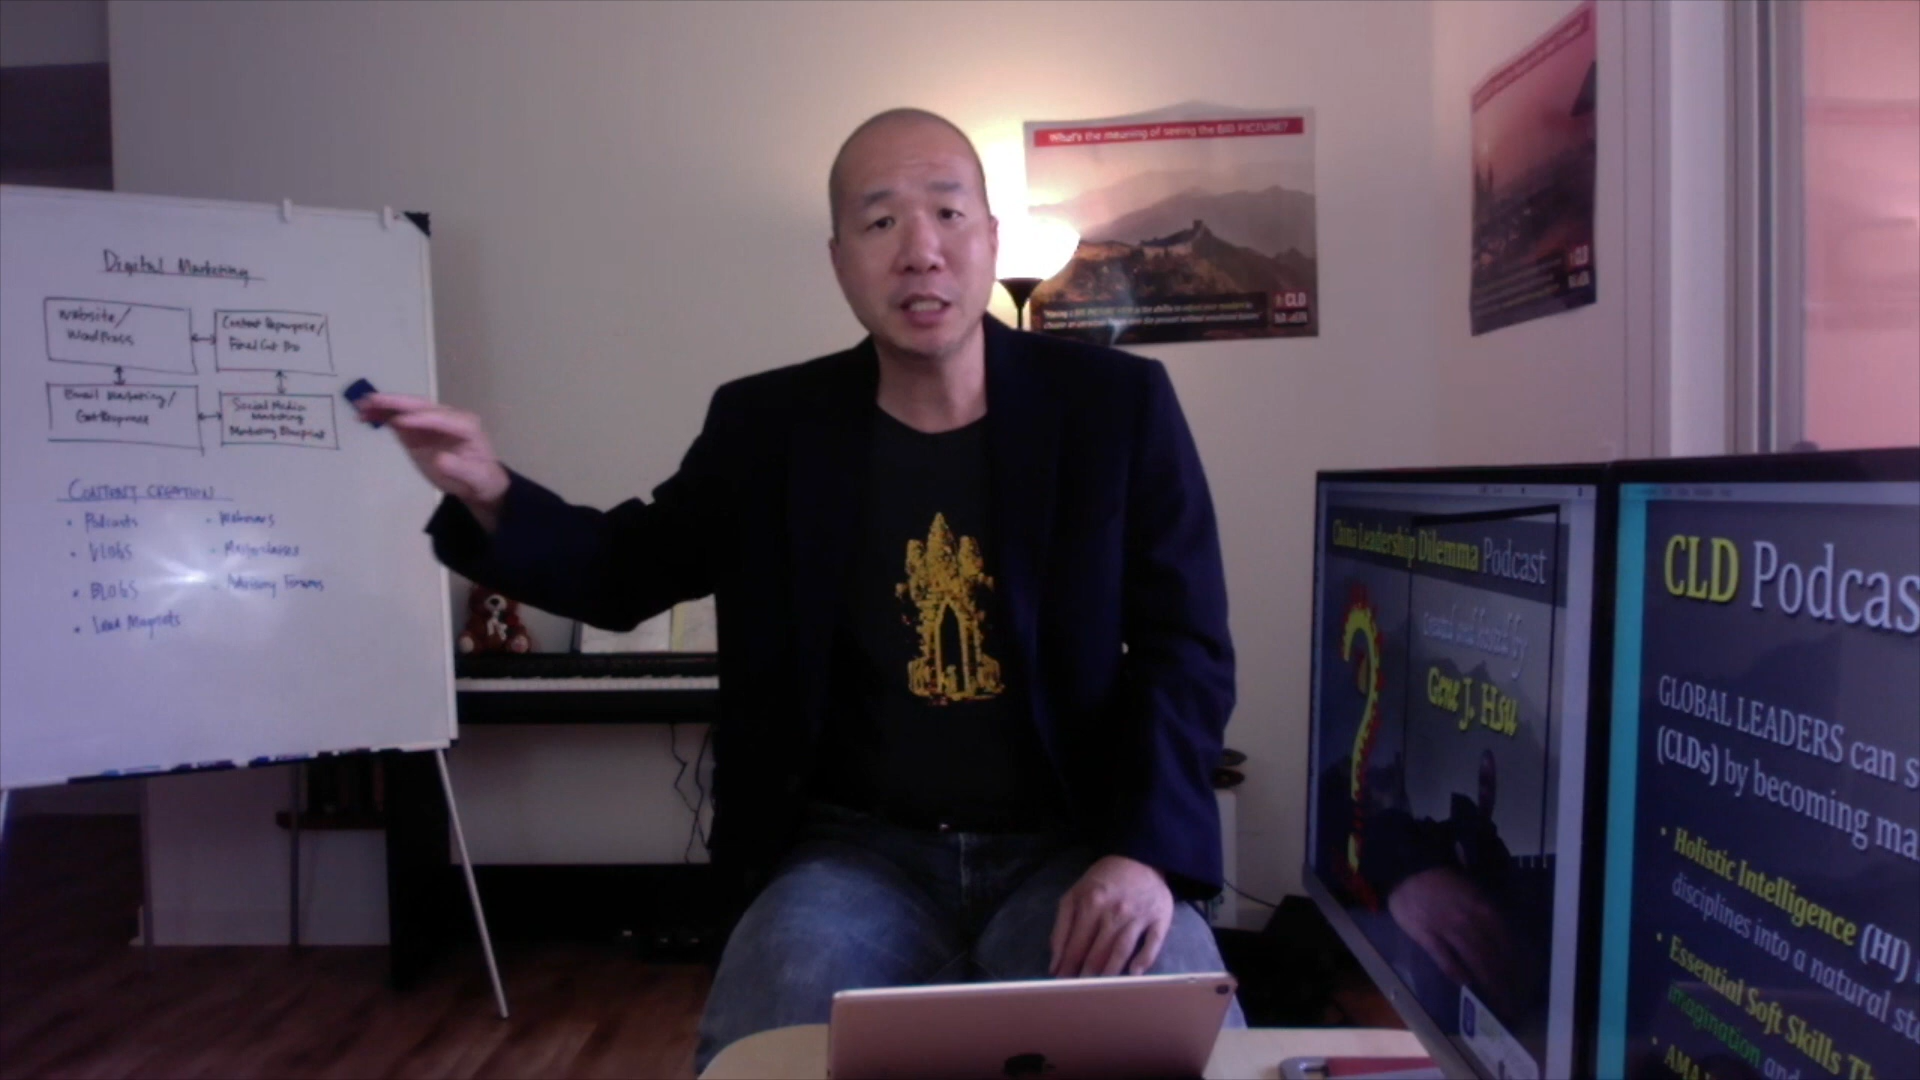 Digital Marketing
Website/
WordPress
Content Repurpose/
Final Cut Pro
Email Marketing/
GetResponse
Social Media
Marketing
Marketing Blueprint
CONTENT CREATION
• Podcasts
• VLOGS
• BLOGS
• Lead Magnets
- Webinars
- Masterclasses
- Advisory Forums
What's the meaning of seeing the BIG PICTURE?
CLD
CLD
China Leadership Dilemma Podcast
created and hosted by
Gene J. Hsu
CLD Podcas
GLOBAL LEADERS can s
(CLDs) by becoming ma
• Holistic Intelligence (HI)
disciplines into a natural st
• Essential Soft Skills Th
imagination and